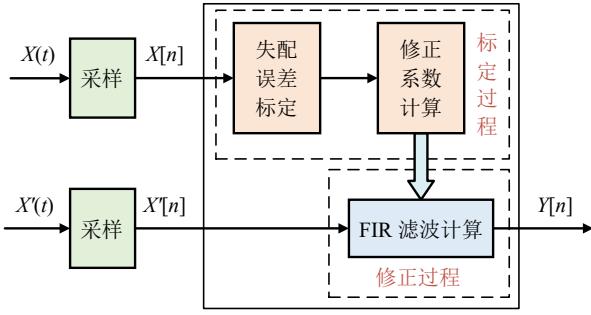 X(t)
采样
X[n]
失配
误差
标定
修正
系数
计算
标定过程
X'(t)
采样
X'[n]
FIR 滤波计算
Y[n]
修正过程